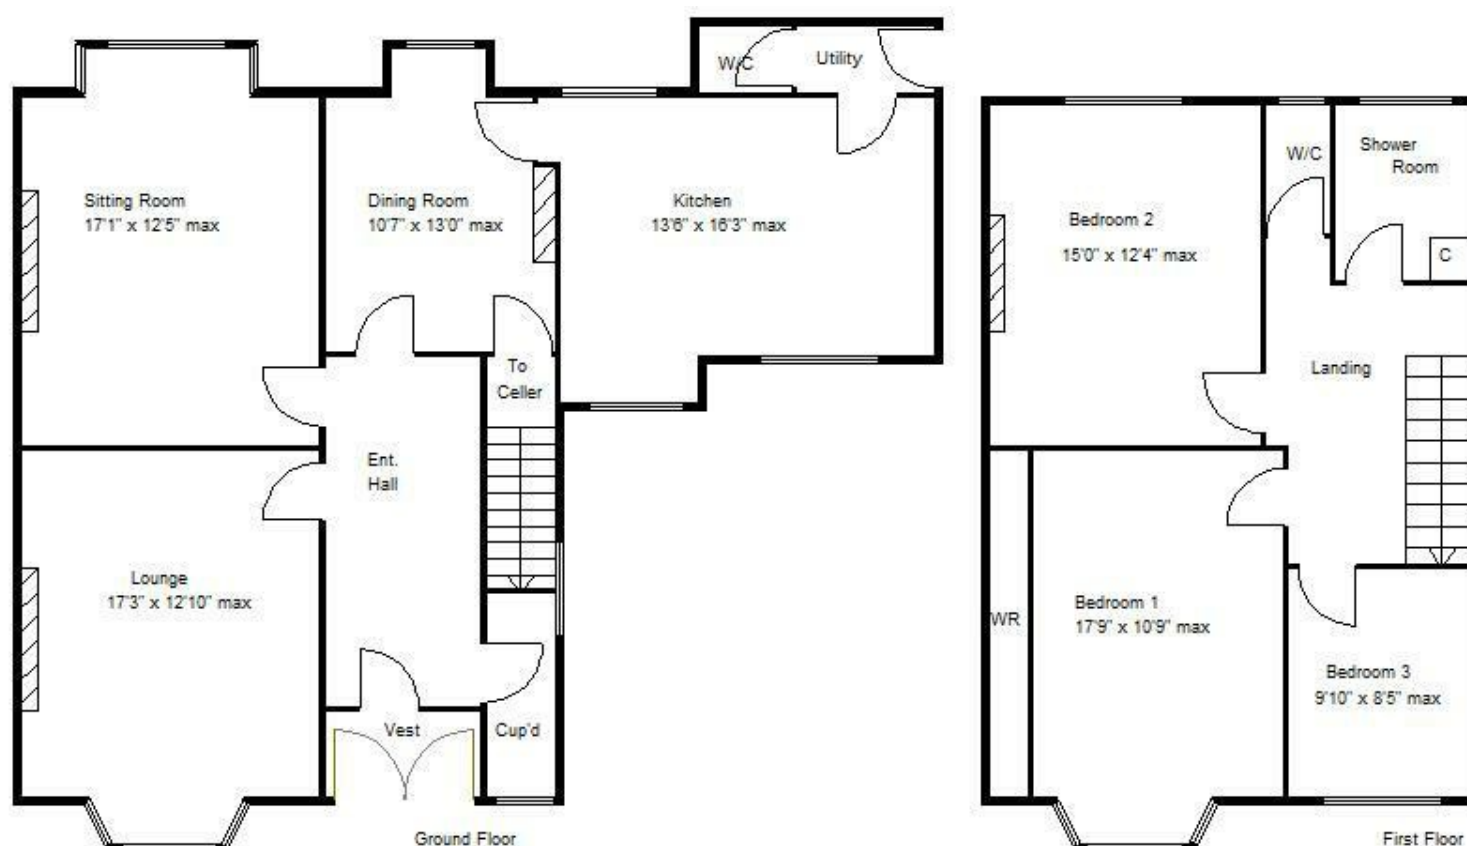 W/C
Utility
Sitting Room
17'1" x 12'5" max
Dining Room
10'7" x 13'0" max
Kitchen
13'6" x 16'3" max
To
Celler
Ent.
Hall
Lounge
17'3" x 12'10" max
Vest
Cup'd
Ground Floor
W/C
Shower
Room
Bedroom 2
15'0" x 12'4" max
C
Landing
WR
Bedroom 1
17'9" x 10'9" max
Bedroom 3
9'10" x 8'5" max
First Floor